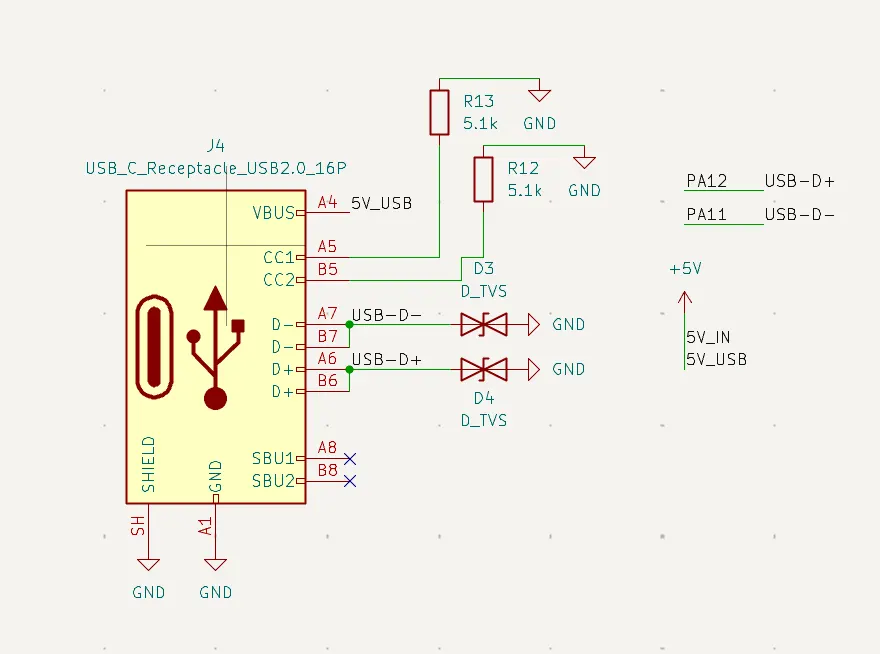 R13
5.1k
GND
J4
USB_C_Receptacle_USB2.0_16P
R12
5.1k
GND
VBUS
A4
5V_USB
PA12
USB-D+
PA11
USB-D-
CC1
A5
CC2
B5
D3
D_TVS
+5V
D-
A7
USB-D-
GND
D-
B7
5V_IN
D+
A6
USB-D+
GND
5V_USB
D+
B6
D4
D_TVS
SBU1
A8
SBU2
B8
SHIELD
GND
SH
A1
GND
GND